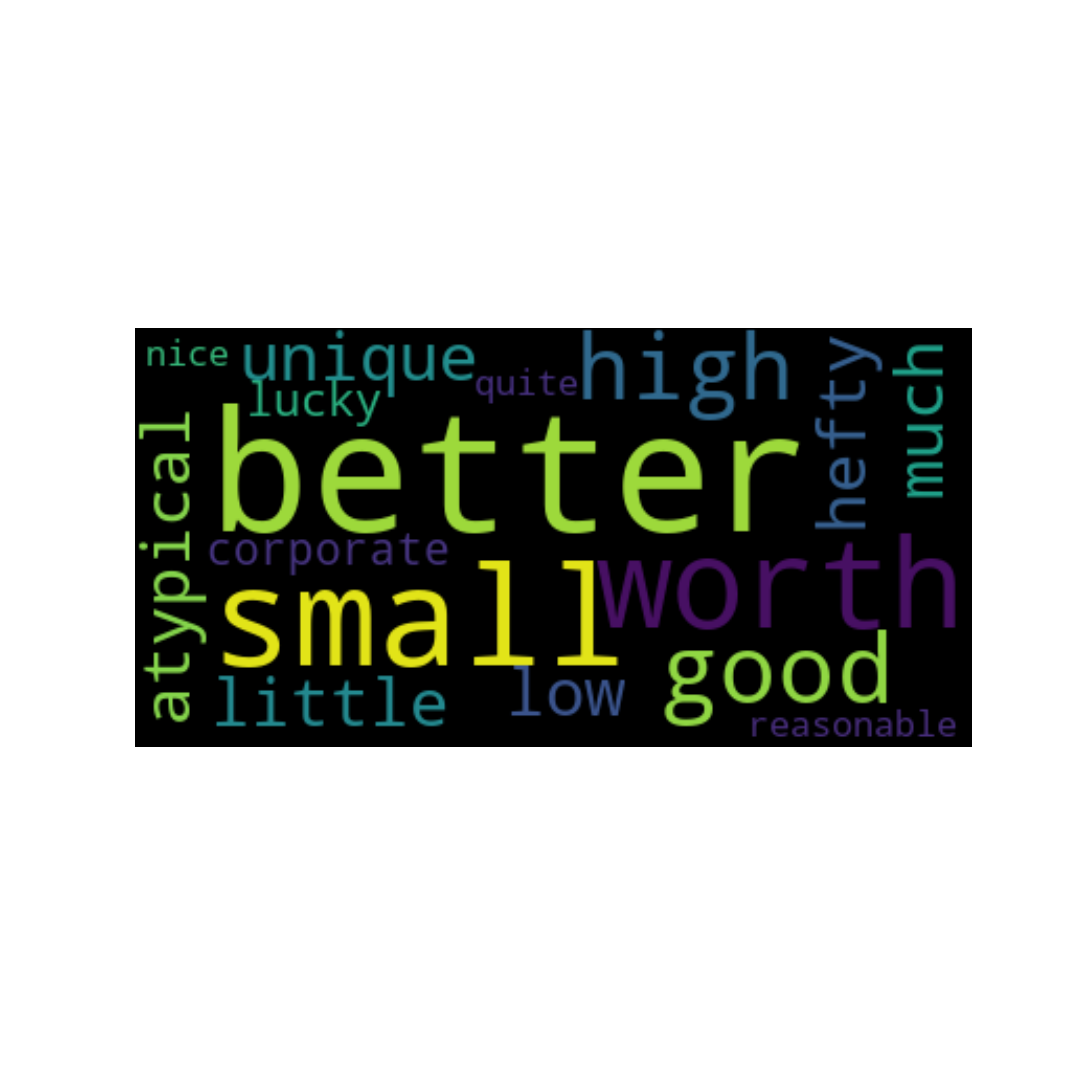 nice
unique
quite
high
hefty
much
lucky
better
atypical
corporate
worth
small
good
little
low
reasonable